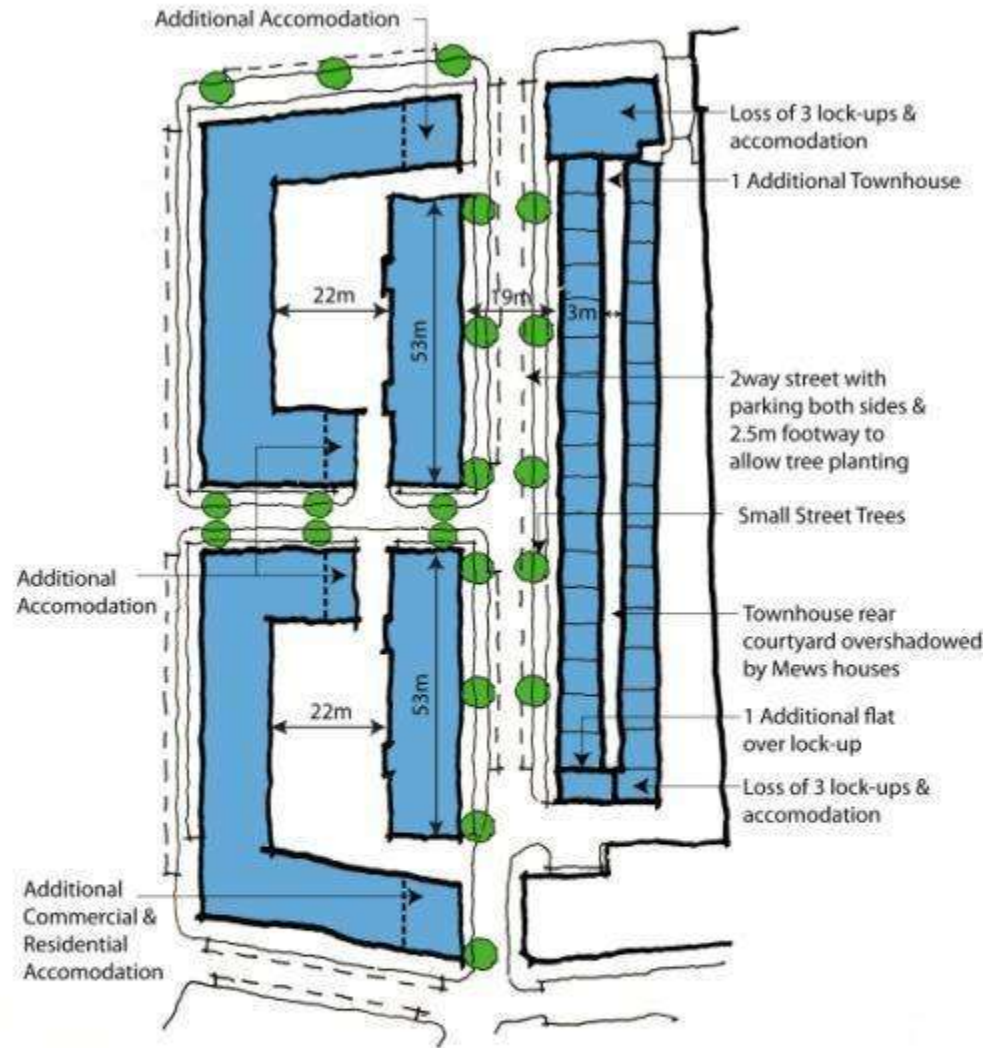 Additional Accomodation
Loss of 3 lock-ups &
accomodation
1 Additional Townhouse
22m
53m
19m
3m
2way street with
parking both sides &
2.5m footway to
allow tree planting
Small Street Trees
Additional
Accomodation
Townhouse rear
courtyard overshadowed
by Mews houses
22m
53m
1 Additional flat
over lock-up
Loss of 3 lock-ups &
accomodation
Additional
Commercial &
Residential
Accomodation